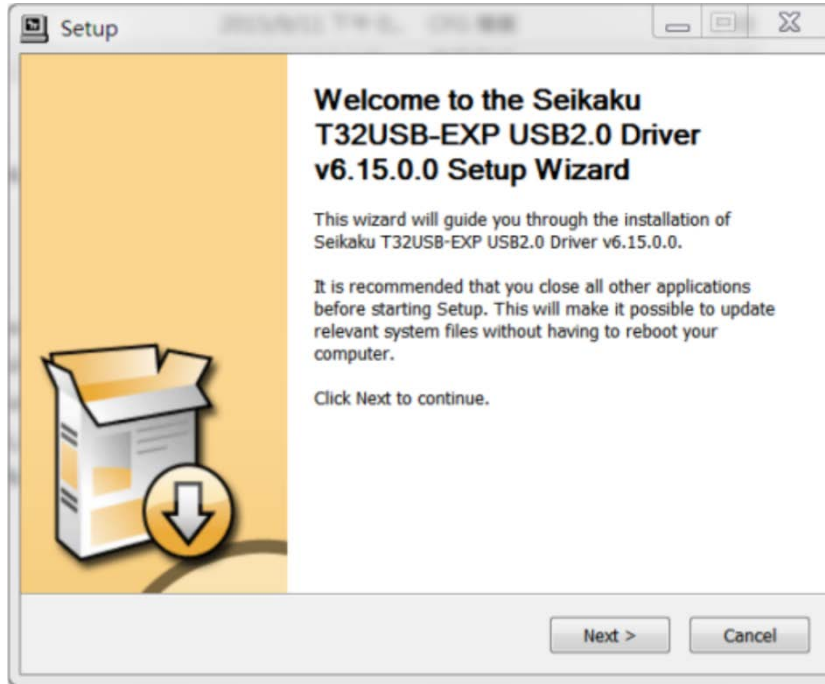 Setup
Welcome to the Seikaku
T32USB-EXP USB2.0 Driver
v6.15.0.0 Setup Wizard
This wizard will guide you through the installation of
Seikaku T32USB-EXP USB2.0 Driver v6.15.0.0.
It is recommended that you close all other applications
before starting Setup. This will make it possible to update
relevant system files without having to reboot your
computer.
Click Next to continue.
Next >
Cancel